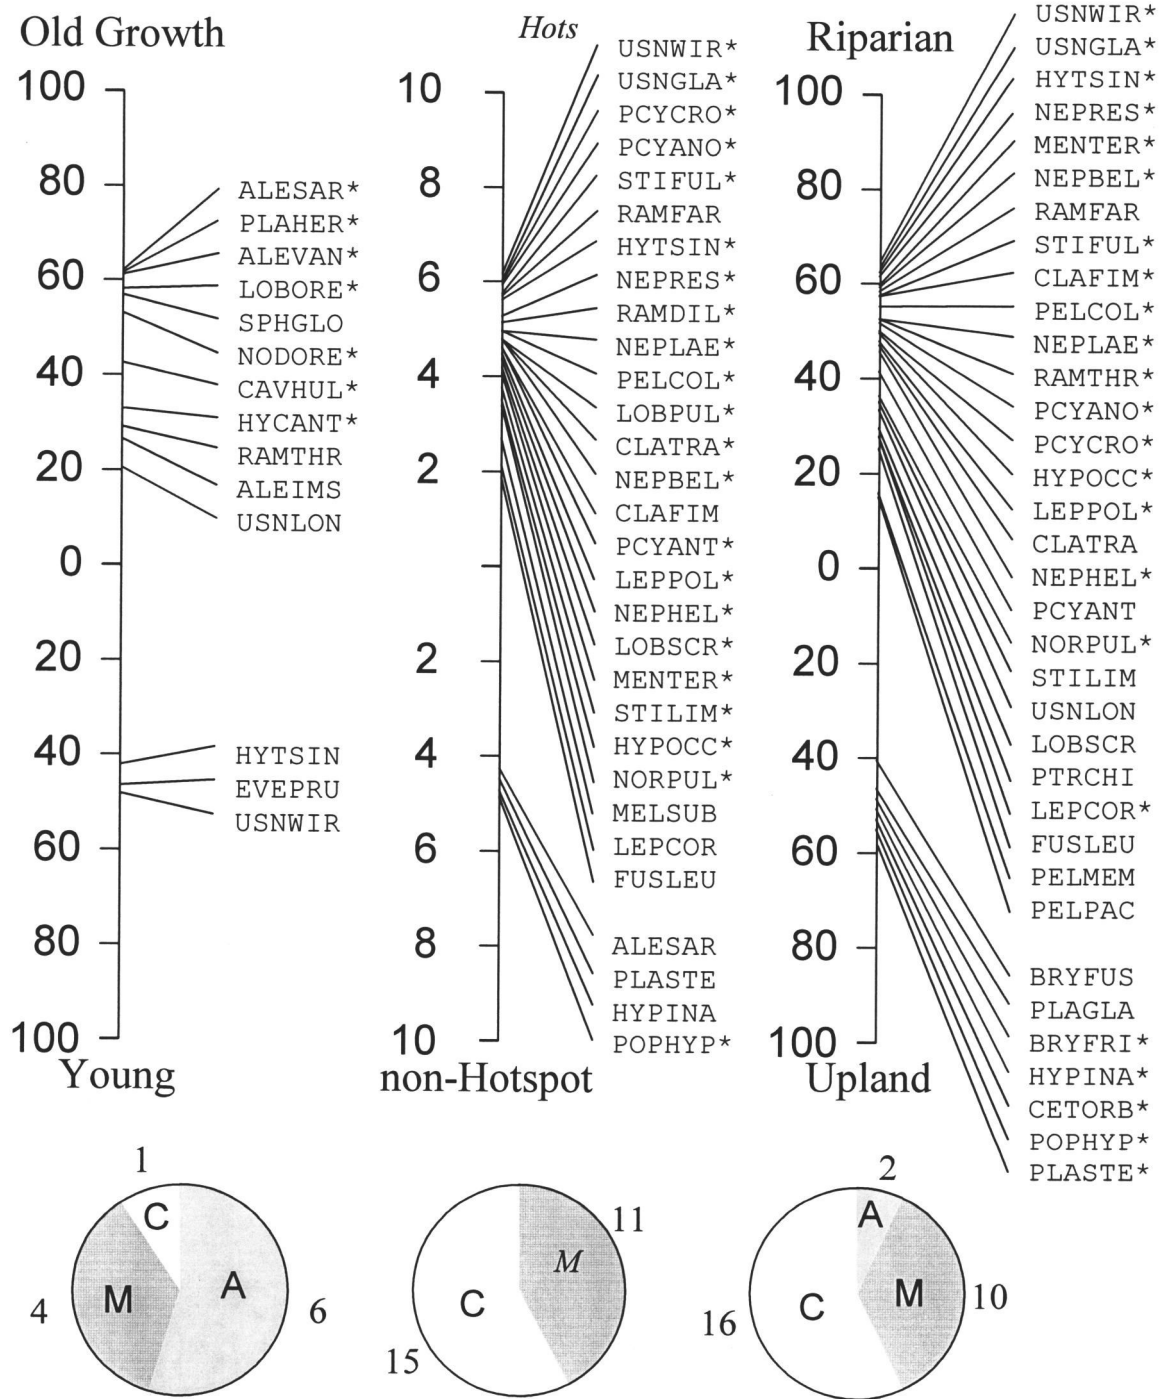 Old Growth
100
80
60
40
20
0
20
40
60
80
100
Young
ALESAR*
PLAHER*
ALEVAN*
LOBORE*
SPHGLO
NODORE*
CAVHUL*
HYCANT*
RAMTHR
ALEIMS
USNLON
HYTSIN
EVEPRU
USNWIR
Hots
10
8
6
4
2
2
4
6
8
10
non-Hotspot
USNWIR*
USNGLA*
PCYCRO*
PCYANO*
STIFUL*
RAMFAR
HYTSIN*
NEPRES*
RAMDIL*
NEPLAE*
PELCOL*
LOBPUL*
CLATRA*
NEPBEL*
CLAFIM
PCYANT*
LEPPOL*
NEPHEL*
LOBSCR*
MENTER*
STILIM*
HYPOCC*
NORPUL*
MELSUB
LEPCOR
FUSLEU
ALESAR
PLASTE
HYPINA
POPHYP*
Riparian
100
80
60
40
20
0
20
40
60
80
100
Upland
USNWIR*
USNGLA*
HYTSIN*
NEPRES*
MENTER*
NEPBEL*
RAMFAR
STIFUL*
CLAFIM*
PELCOL*
NEPLAE*
RAMTHR*
PCYANO*
PCYCRO*
HYPOCC*
LEPPOL*
CLATRA
NEPHEL*
PCYANT
NORPUL*
STILIM
USNLON
LOBSCR
PTRCHI
LEPCOR*
FUSLEU
PELMEM
PELPAC
BRYFUS
PLAGLA
BRYFRI*
HYPINA*
CETORB*
POPHYP*
PLASTE*
1
C
M
A
4
6
11
M
C
15
2
A
M
C
10
16